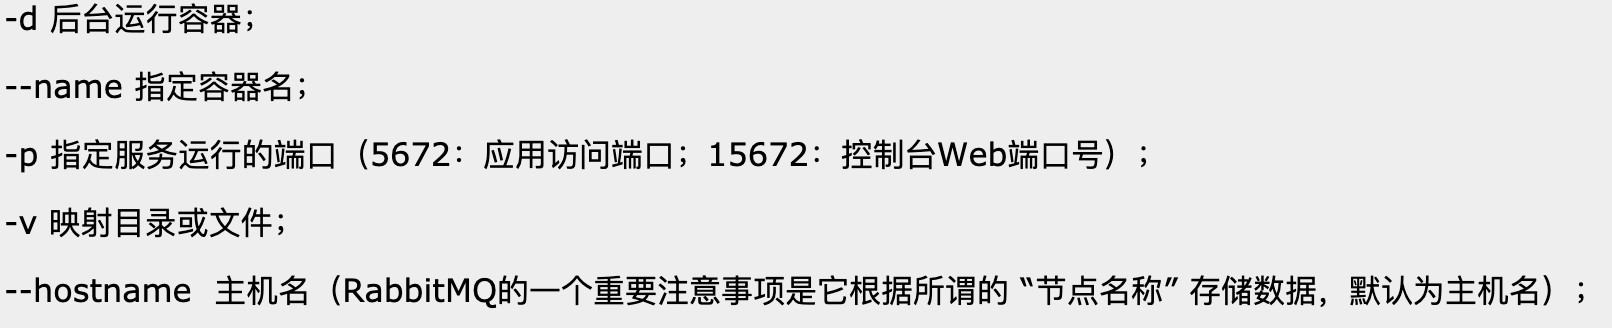 -d 后台运行容器；
--name 指定容器名；
-p 指定服务运行的端口（5672：应用访问端口；15672：控制台Web端口号）；
-v 映射目录或文件；
--hostname  主机名（RabbitMQ的一个重要注意事项是它根据所谓的 “节点名称” 存储数据，默认为主机名）；